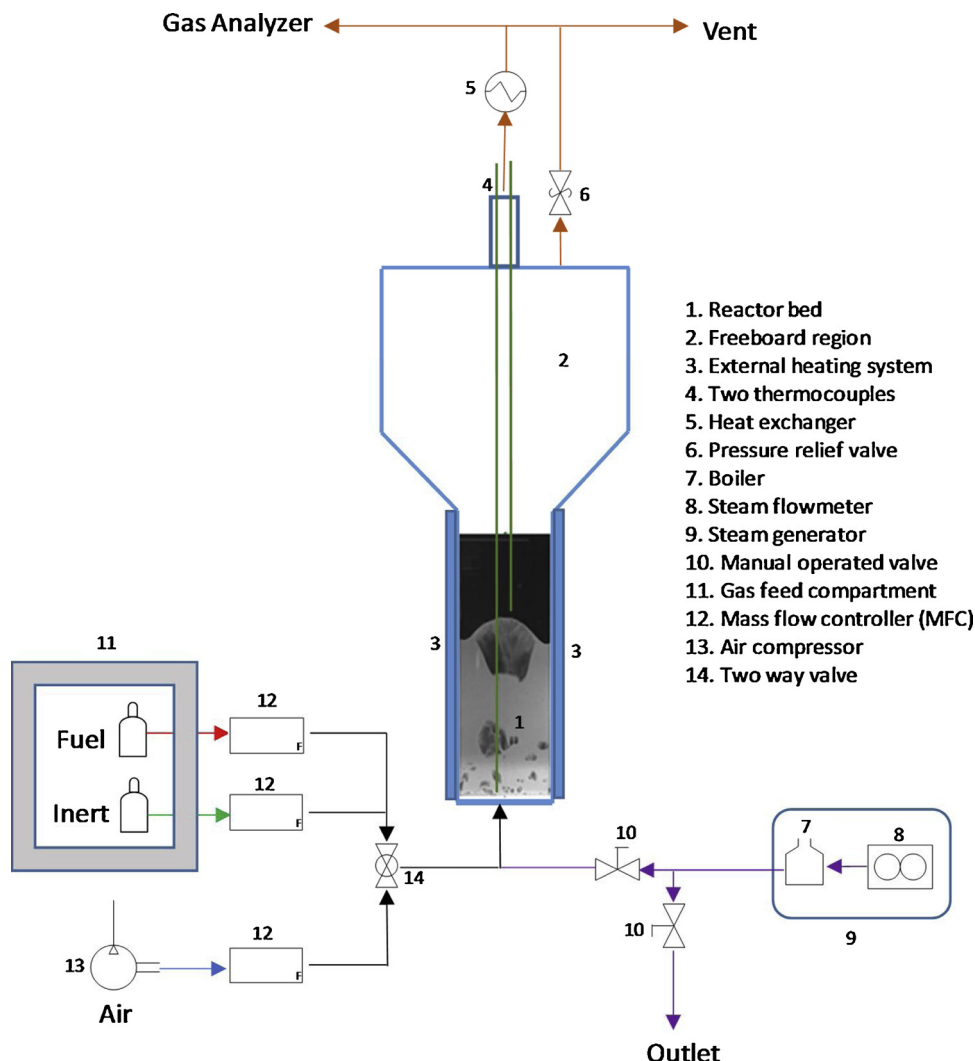 Gas Analyzer
Vent
5
4
6
2
1. Reactor bed
2. Freeboard region
3. External heating system
4. Two thermocouples
5. Heat exchanger
6. Pressure relief valve
7. Boiler
8. Steam flowmeter
9. Steam generator
10. Manual operated valve
11. Gas feed compartment
12. Mass flow controller (MFC)
13. Air compressor
14. Two way valve
3
3
11
1
12
Fuel
F
12
Inert
F
14
10
7
8
10
9
12
13
F
Air
Outlet